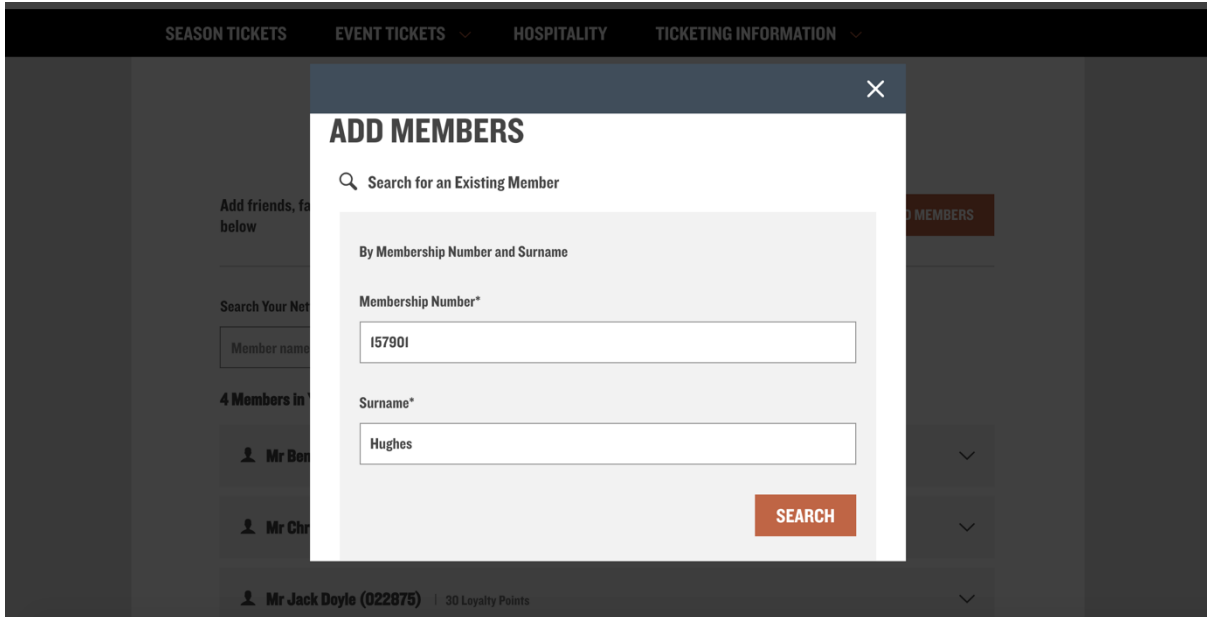 SEASON TICKETS EVENT TICKETS HOSPITALITY TICKETING INFORMATION
ADD MEMBERS
Search for an Existing Member
Add friends, fa
below
MEMBERS
By Membership Number and Surname
Membership Number*
Search Your Net
157901
Member name
4 Members in
Surname*
Hughes
Mr Ben
SEARCH
Mr Chr
Mr Jack Doyle (022875) | 30 Loyalty Points